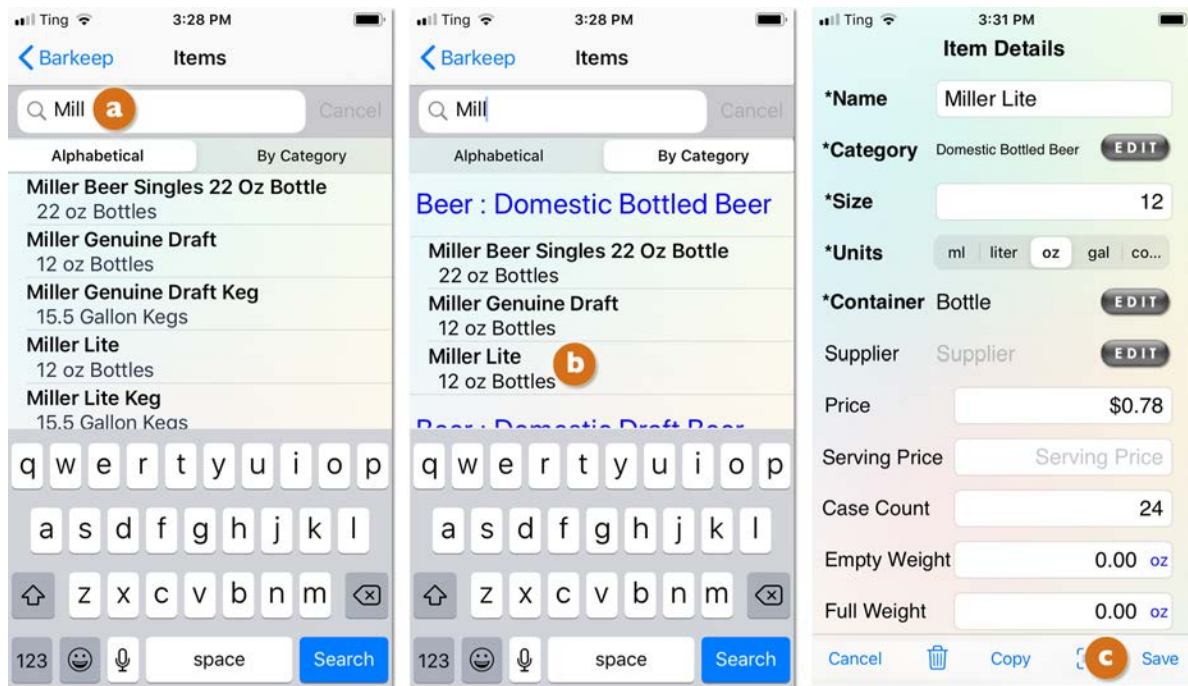 Ting 3:28 PM
Barkeep Items
Mill a Cancel
Alphabetical By Category
Miller Beer Singles 22 Oz Bottle
22 oz Bottles
Miller Genuine Draft
12 oz Bottles
Miller Genuine Draft Keg
15.5 Gallon Kegs
Miller Lite
12 oz Bottles
Miller Lite Keg
15.5 Gallon Kegs
q w e r t y u i o p
a s d f g h j k l
z x c v b n m
123 space Search
Ting 3:28 PM
Barkeep Items
Mill Cancel
Alphabetical By Category
Beer : Domestic Bottled Beer
Miller Beer Singles 22 Oz Bottle
22 oz Bottles
Miller Genuine Draft
12 oz Bottles
Miller Lite b
12 oz Bottles
Beer : Domestic Draft Beer
q w e r t y u i o p
a s d f g h j k l
z x c v b n m
123 space Search
Ting 3:31 PM
Item Details
*Name Miller Lite
*Category Domestic Bottled Beer EDIT
*Size 12
*Units ml liter oz gal co...
*Container Bottle EDIT
Supplier Supplier EDIT
Price $0.78
Serving Price Serving Price
Case Count 24
Empty Weight 0.00 oz
Full Weight 0.00 oz
Cancel Copy c Save